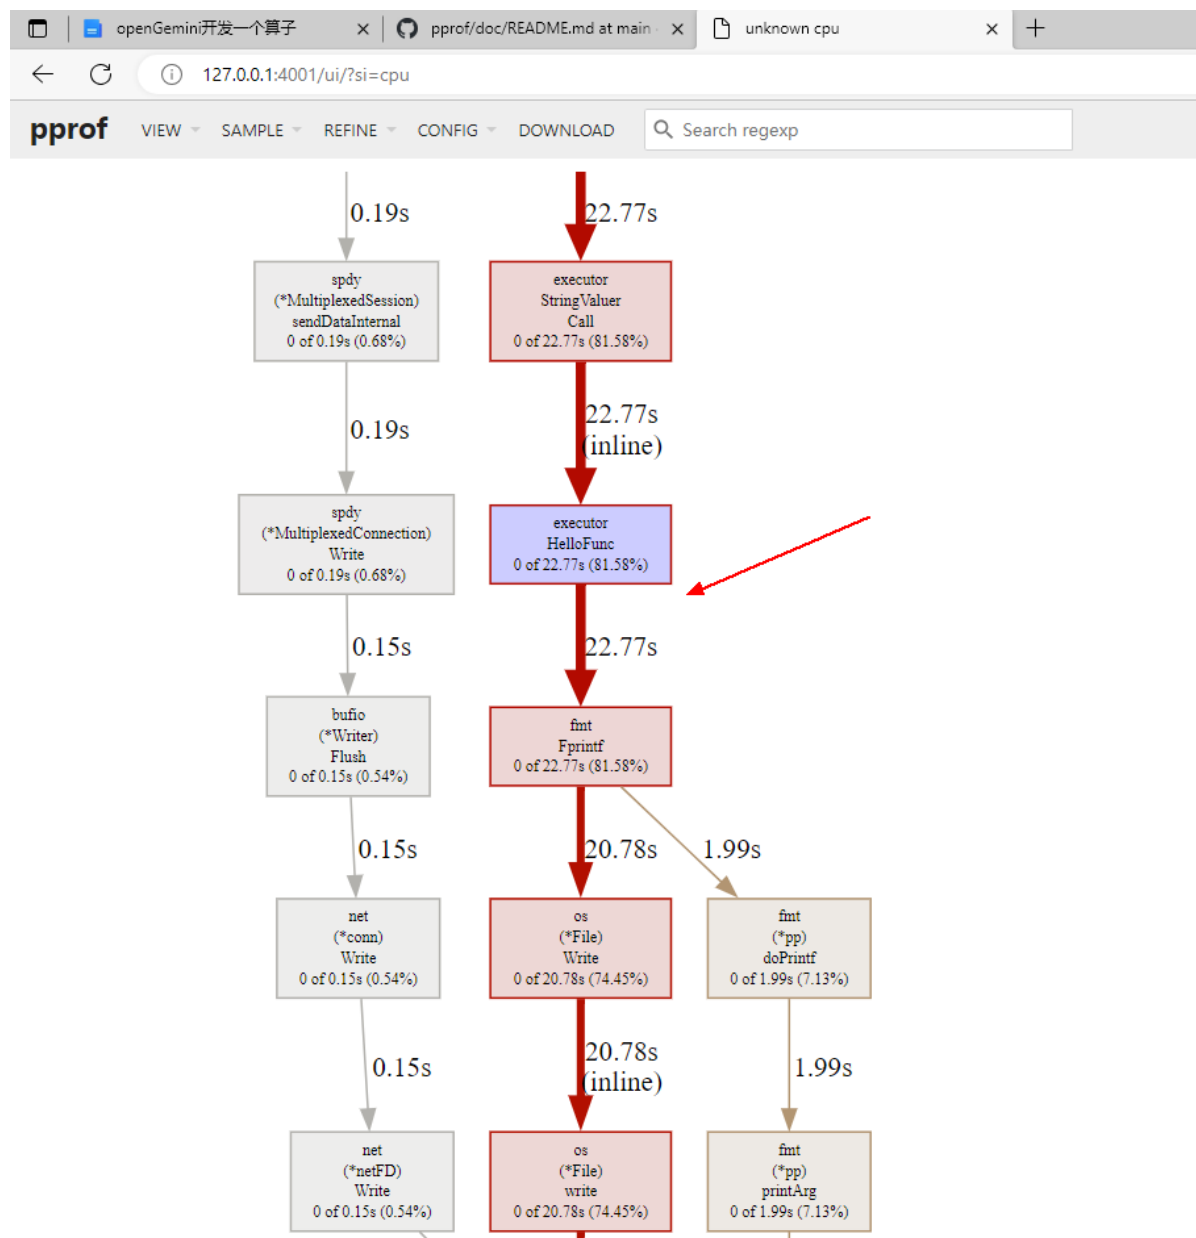 openGemini开发一个算子
pprof/doc/README.md at main
unknown cpu
127.0.0.1:4001/ui/?si=cpu
pprof
VIEW
SAMPLE
REFINE
CONFIG
DOWNLOAD
Search regexp
0.19s
22.77s
spdy
(*MultiplexedSession)
sendDataInternal
0 of 0.19s (0.68%)
executor
StringValuer
Call
0 of 22.77s (81.58%)
0.19s
22.77s
(inline)
spdy
(*MultiplexedConnection)
Write
0 of 0.19s (0.68%)
executor
HelloFunc
0 of 22.77s (81.58%)
0.15s
22.77s
bufio
(*Writer)
Flush
0 of 0.15s (0.54%)
fmt
Fprintf
0 of 22.77s (81.58%)
0.15s
20.78s
1.99s
net
(*conn)
Write
0 of 0.15s (0.54%)
os
(*File)
Write
0 of 20.78s (74.45%)
fmt
(*pp)
doPrintf
0 of 1.99s (7.13%)
0.15s
20.78s
(inline)
1.99s
net
(*netFD)
Write
0 of 0.15s (0.54%)
os
(*File)
write
0 of 20.78s (74.45%)
fmt
(*pp)
printArg
0 of 1.99s (7.13%)